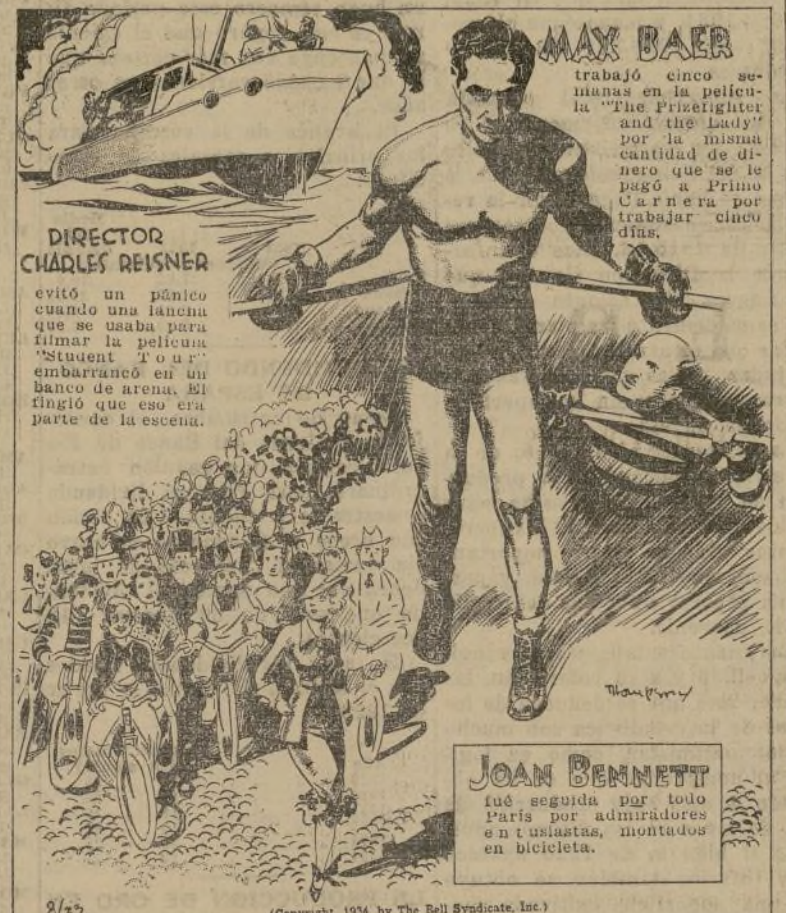 MAX BAER
trabajó cinco se-
manas en la pelícu-
la "The Prizefighter
and the Lady"
por la misma
cantidad de di-
nero que se le
pagó a Primo
Carnera por
trabajar cinco
días.
DIRECTOR
CHARLES REISNER
evitó un pánico
cuando una lancha
que se usaba para
filmar la película
"Student Tour"
embarrancó en un
banco de arena. El
fingió que eso era
parte de la escena.
JOAN BENNETT
fué seguida por todo
París por admiradores
entusiastas, montados
en bicicleta.
8/23
(Copyright, 1934, by The Bell Syndicate, Inc.)